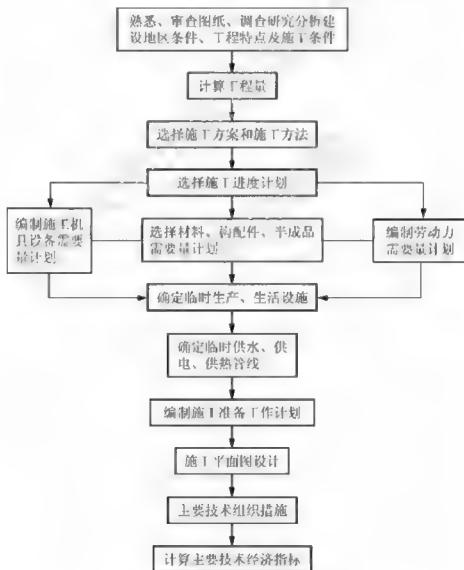 熟悉、审查图纸、调查研究分析建
设地区条件、工程特点及施工条件
计算工程量
选择施工方案和施工方法
选择施工进度计划
编制施工机
具设备需要
量计划
选择材料、构配件、半成品
需要量计划
编制劳动力
需要量计划
确定临时生产、生活设施
确定临时供水、供
电、供热管线
编制施工准备工作计划
施工平面图设计
主要技术组织措施
计算主要技术经济指标